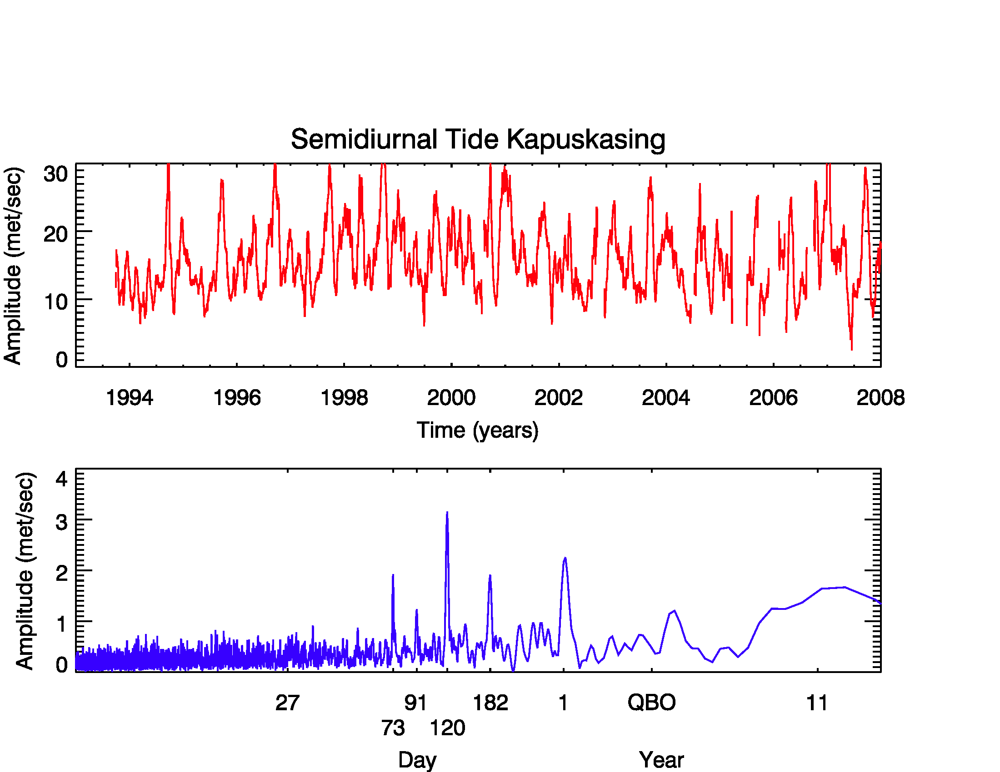 Semidiurnal Tide Kapuskasing
Amplitude (met/sec)
30
20
10
0
1994 1996 1998 2000 2002 2004 2006 2008
Time (years)
Amplitude (met/sec)
4
3
2
1
0
27 91 182 1 QBO 11
73 120
Day Year